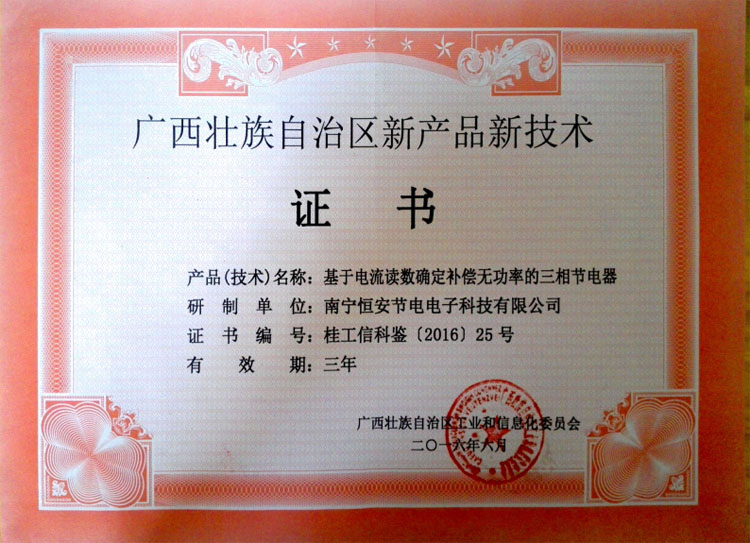 广西壮族自治区新产品新技术
证书
产品(技术)名称：基于电流读数确定补偿无功率的三相节电器
研制单位：南宁恒安节电电子科技有限公司
证书编号：桂工信科鉴〔2016〕25号
有效期：三年
广西壮族自治区工业和信息化委员会
二〇一六年六月